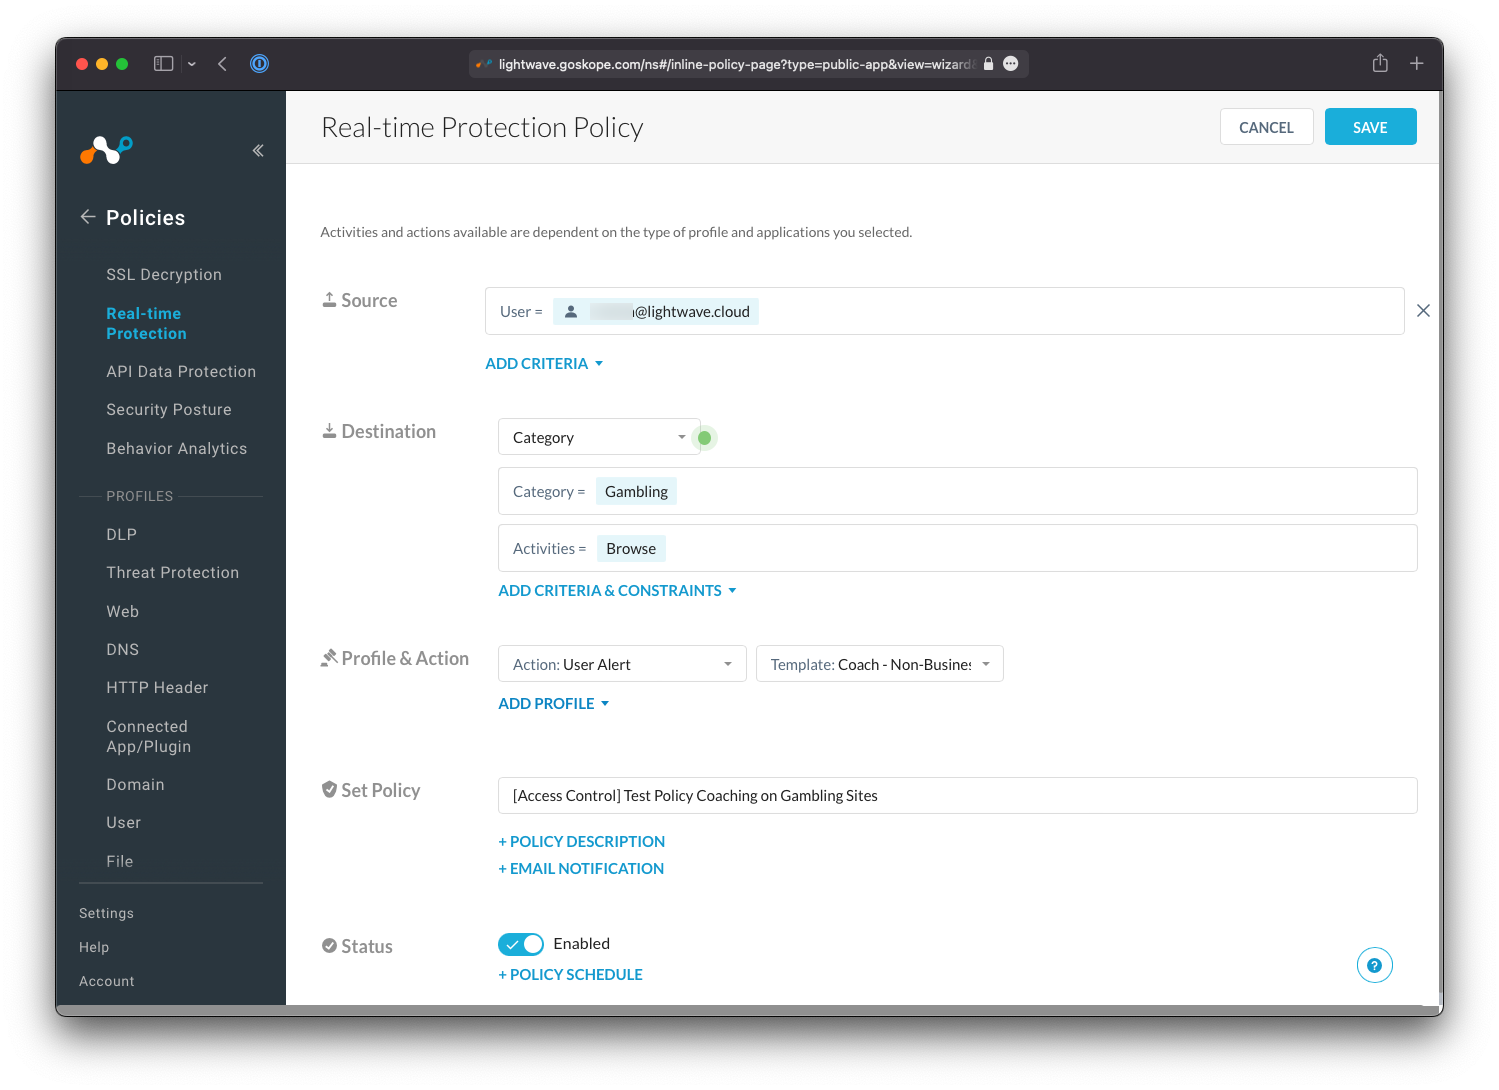 lightwave.goskope.com/ns#/inline-policy-page?type=public-app&view=wizard
Real-time Protection Policy
CANCEL
SAVE
Policies
SSL Decryption
Real-time
Protection
API Data Protection
Security Posture
Behavior Analytics
PROFILES
DLP
Threat Protection
Web
DNS
HTTP Header
Connected
App/Plugin
Domain
User
File
Settings
Help
Account
Activities and actions available are dependent on the type of profile and applications you selected.
Source
User = @lightwave.cloud
ADD CRITERIA
Destination
Category
Category = Gambling
Activities = Browse
ADD CRITERIA & CONSTRAINTS
Profile & Action
Action: User Alert
Template: Coach - Non-Busines
ADD PROFILE
Set Policy
[Access Control] Test Policy Coaching on Gambling Sites
+ POLICY DESCRIPTION
+ EMAIL NOTIFICATION
Status
Enabled
+ POLICY SCHEDULE
?